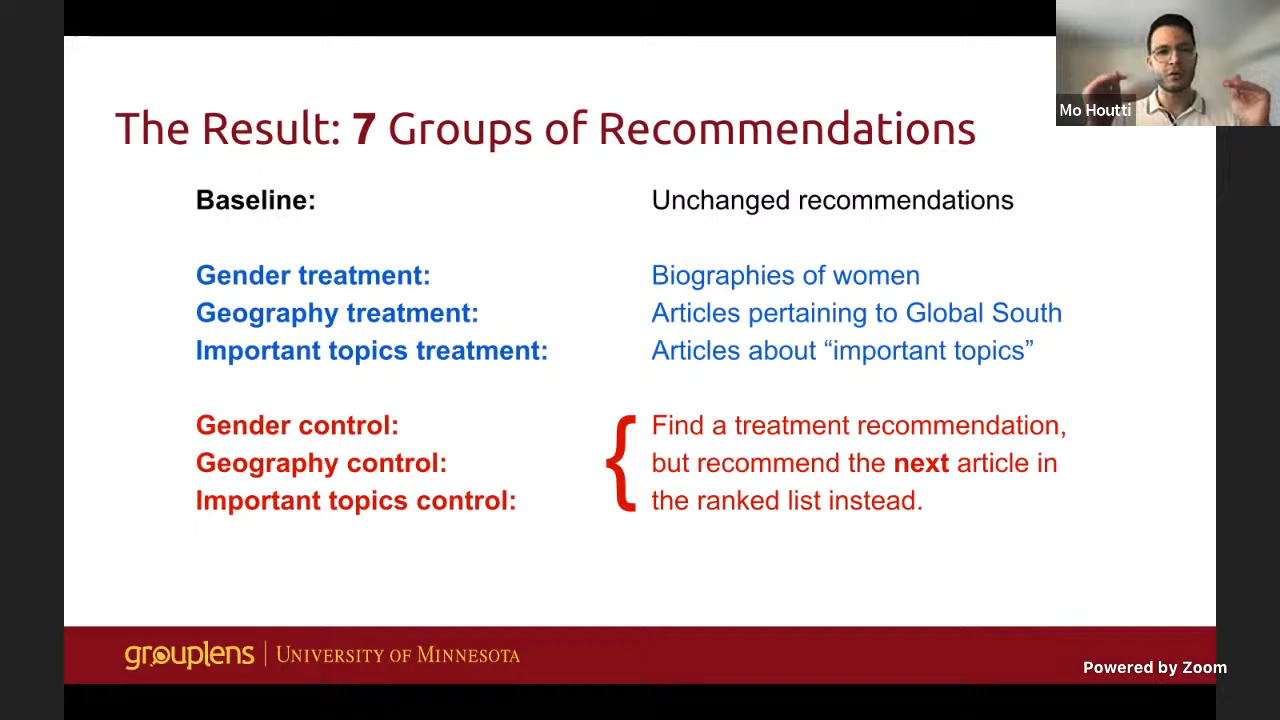 The Result: 7 Groups of Recommendations
Mo Houtti
Baseline: Unchanged recommendations
Gender treatment: Biographies of women
Geography treatment: Articles pertaining to Global South
Important topics treatment: Articles about “important topics”
Gender control: { Find a treatment recommendation,
Geography control: but recommend the next article in
Important topics control: the ranked list instead.
grouplens | UNIVERSITY OF MINNESOTA
Powered by Zoom